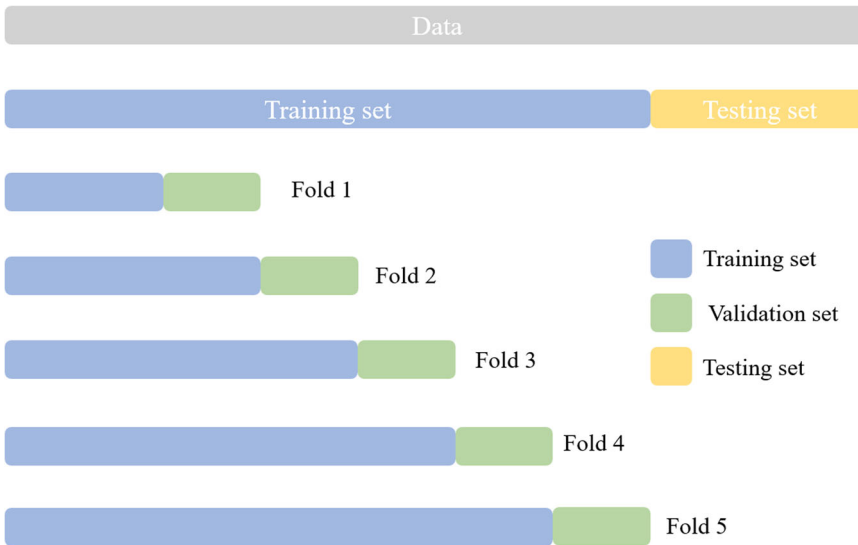 Data
Training set
Testing set
Fold 1
Fold 2
Fold 3
Fold 4
Fold 5
Training set
Validation set
Testing set